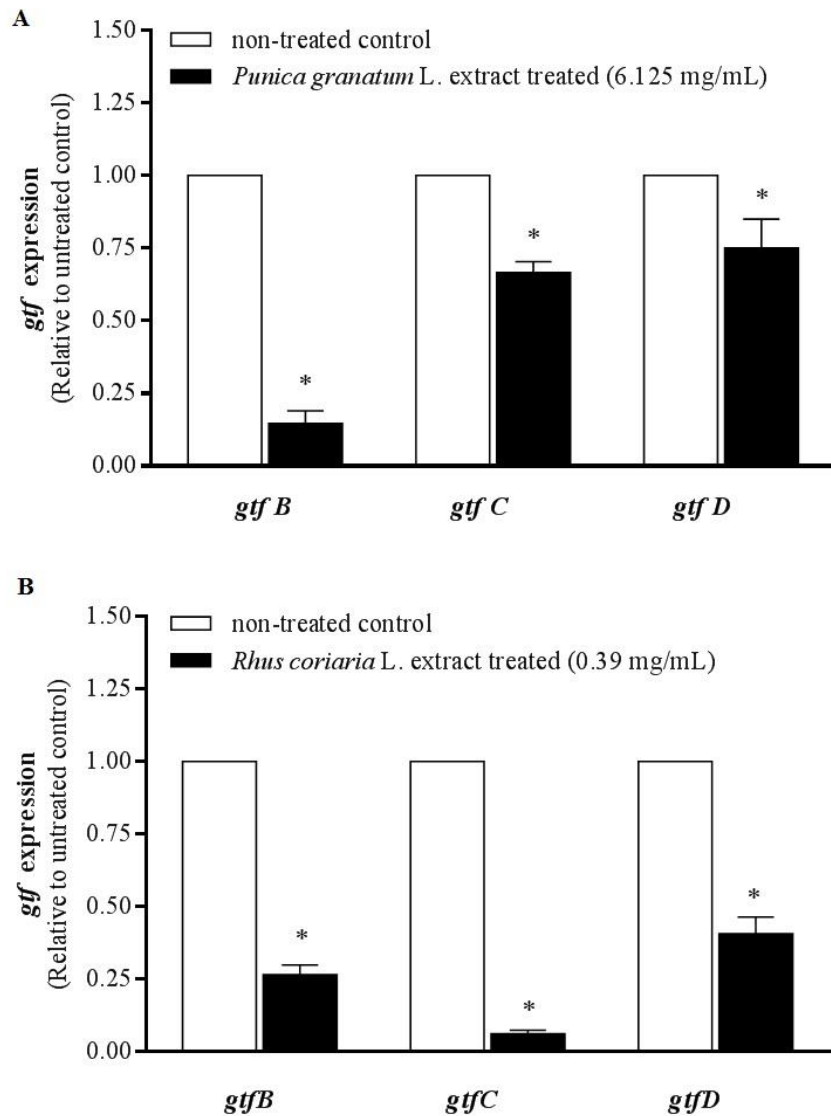 A
1.50
non-treated control
Punica granatum L. extract treated (6.125 mg/mL)
1.25
1.00
0.75
0.50
0.25
0.00
gtf expression
(Relative to untreated control)
*
*
*
gtf B
gtf C
gtf D
B
1.50
non-treated control
Rhus coriaria L. extract treated (0.39 mg/mL)
1.25
1.00
0.75
0.50
0.25
0.00
gtf expression
(Relative to untreated control)
*
*
*
gtfB
gtfC
gtfD